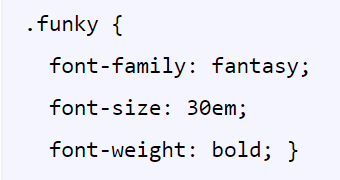 .funky {
  font-family: fantasy;
  font-size: 30em;
  font-weight: bold; }